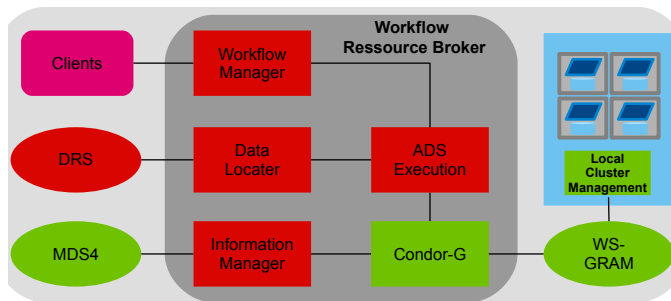 Workflow
Ressource Broker
Clients
Workflow
Manager
DRS
Data
Locater
ADS
Execution
Local
Cluster
Management
MDS4
Information
Manager
Condor-G
WS-
GRAM